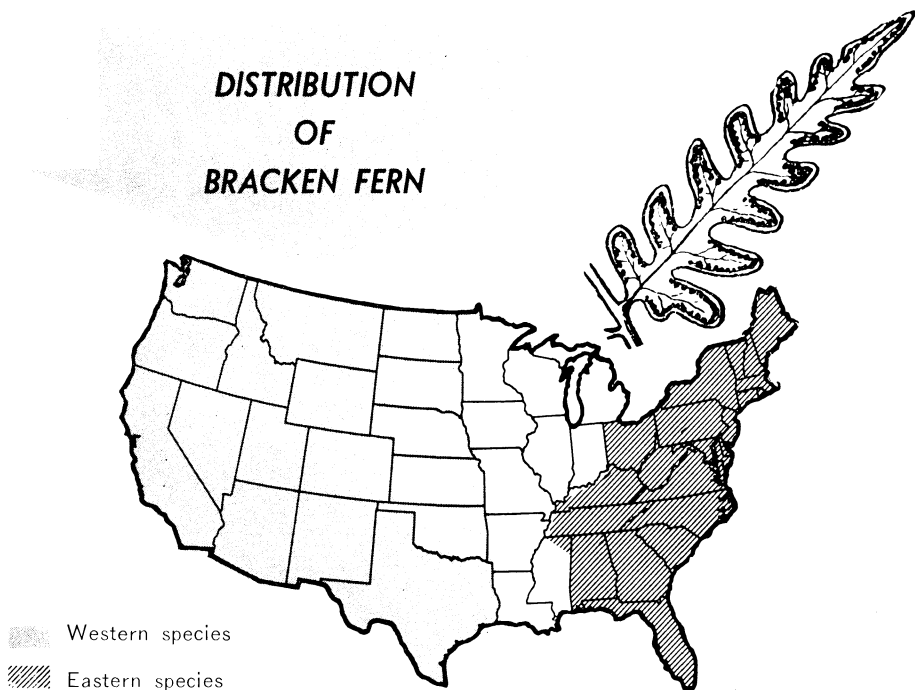 DISTRIBUTION
OF
BRACKEN FERN
Western species
Eastern species